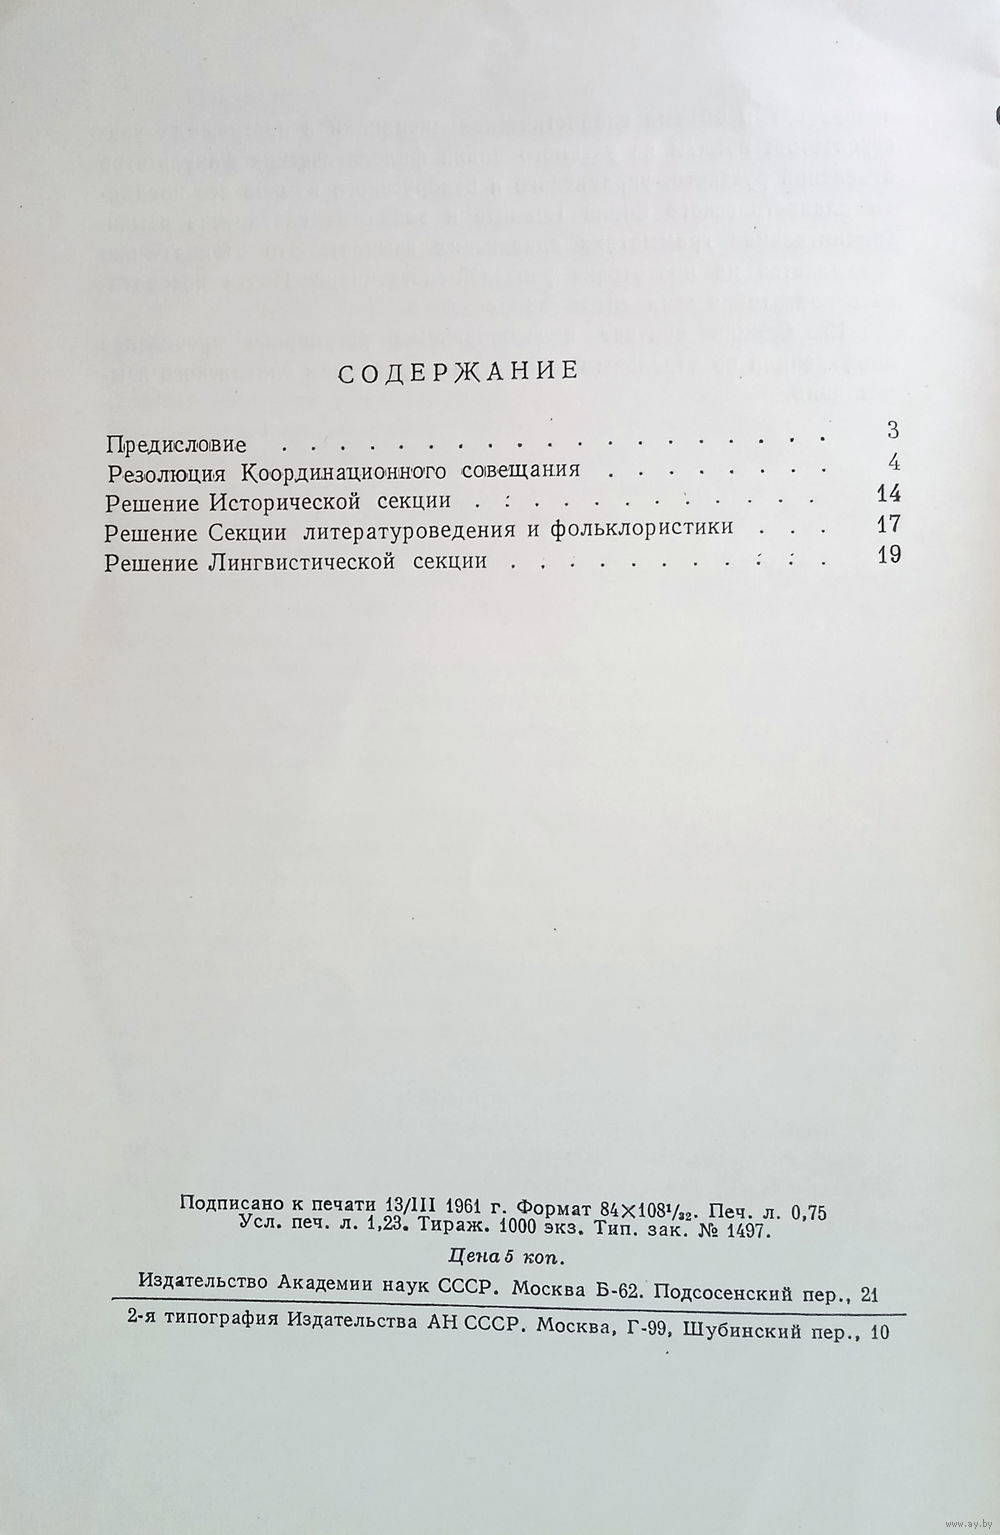 СОДЕРЖАНИЕ
Предисловие . . . . . . . . . . . . . . . . . . . 3
Резолюция Координационного совещания . . . . . . . . 4
Решение Исторической секции . . . . . . . . . . . 14
Решение Секции литературоведения и фольклористики . . . 17
Решение Лингвистической секции . . . . . . . . . . . 19
Подписано к печати 13/III 1961 г. Формат 84×108¹/₃₂. Печ. л. 0,75
Усл. печ. л. 1,23. Тираж. 1000 экз. Тип. зак. № 1497.
Цена 5 коп.
Издательство Академии наук СССР. Москва Б-62. Подсосенский пер., 21
2-я типография Издательства АН СССР. Москва, Г-99, Шубинский пер., 10
www.ay.by